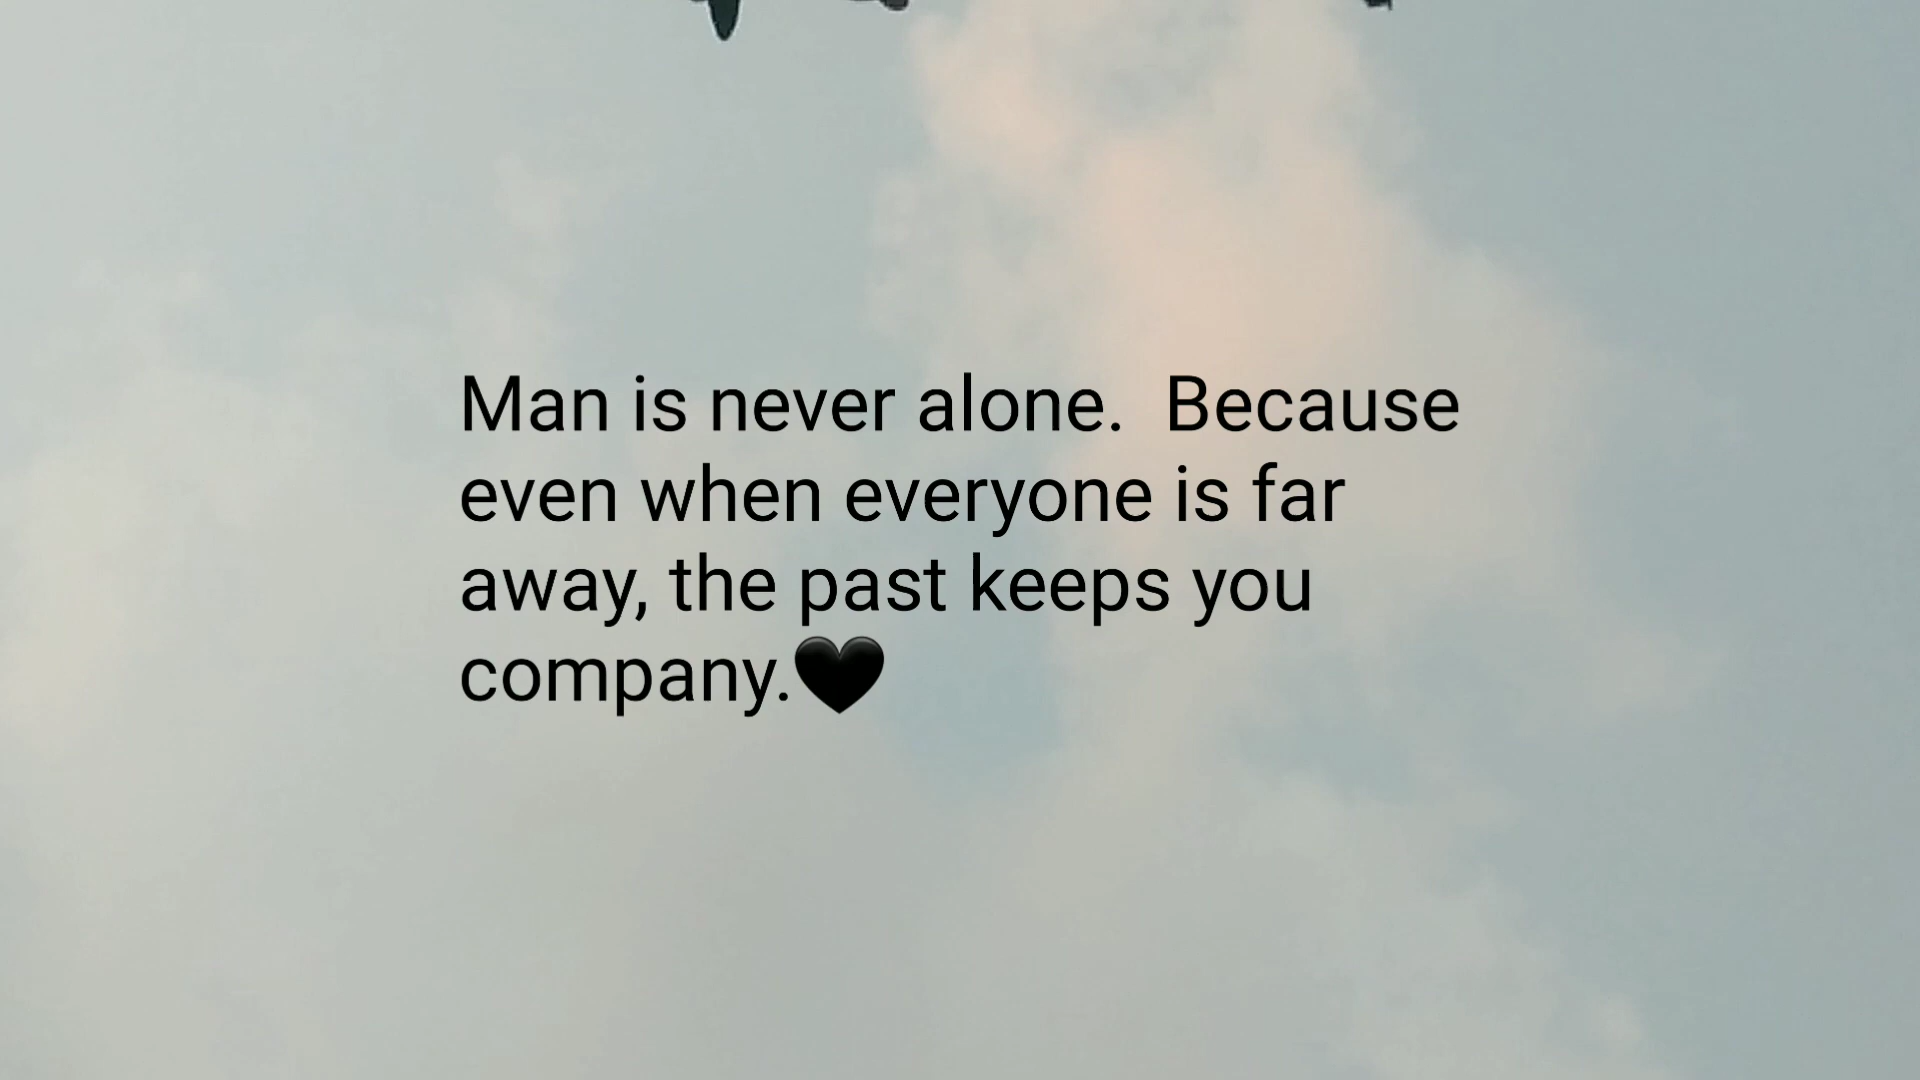 Man is never alone.  Because
even when everyone is far
away, the past keeps you
company.🖤